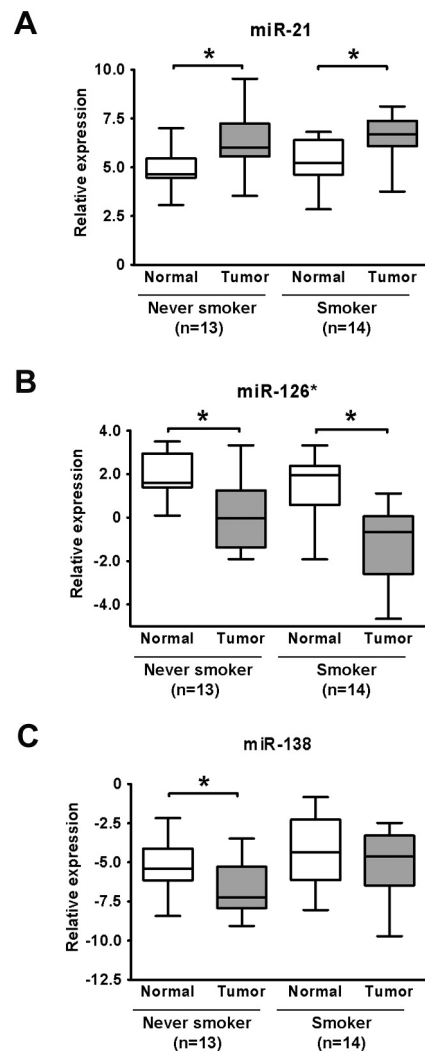 A
miR-21
* *
Relative expression
10.0
7.5
5.0
2.5
0
Normal Tumor Normal Tumor
Never smoker Smoker
(n=13) (n=14)
B
miR-126*
* *
Relative expression
4.0
2.0
0
-2.0
-4.0
Normal Tumor Normal Tumor
Never smoker Smoker
(n=13) (n=14)
C
miR-138
*
Relative expression
0
-2.5
-5.0
-7.5
-10.0
-12.5
Normal Tumor Normal Tumor
Never smoker Smoker
(n=13) (n=14)